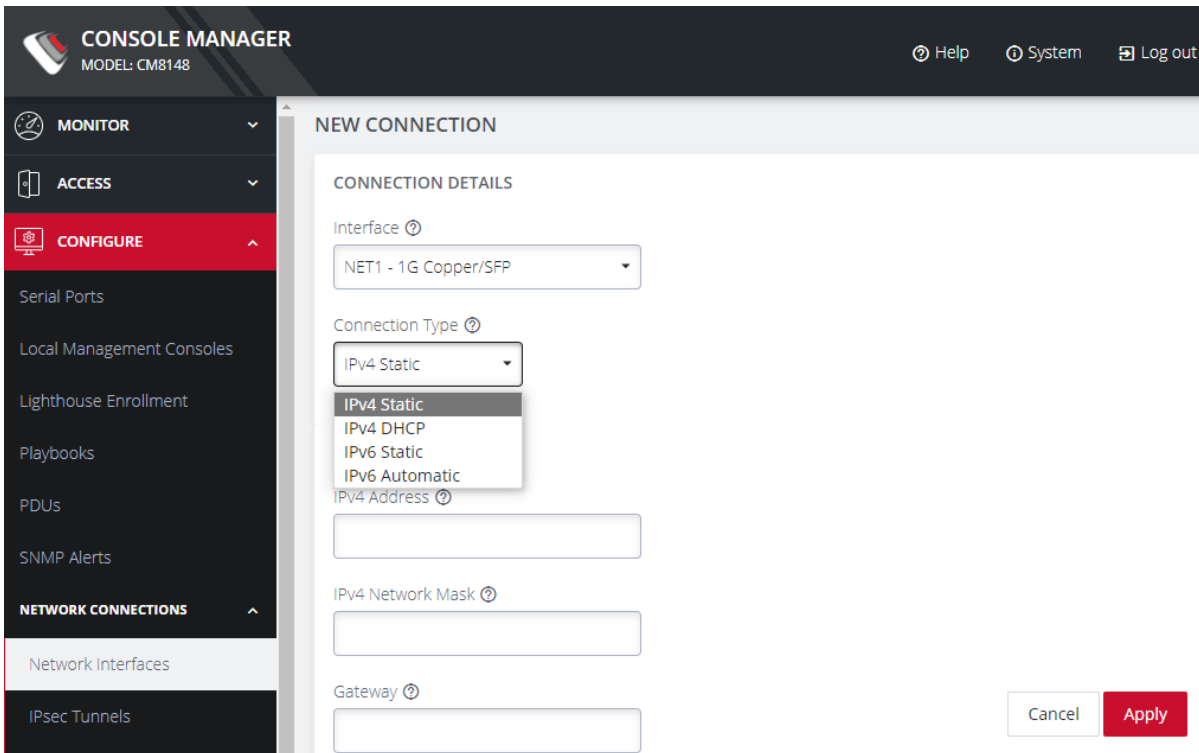 CONSOLE MANAGER
MODEL: CM8148
Help
System
Log out
MONITOR
ACCESS
CONFIGURE
Serial Ports
Local Management Consoles
Lighthouse Enrollment
Playbooks
PDUs
SNMP Alerts
NETWORK CONNECTIONS
Network Interfaces
IPsec Tunnels
NEW CONNECTION
CONNECTION DETAILS
Interface
NET1 - 1G Copper/SFP
Connection Type
IPv4 Static
IPv4 Static
IPv4 DHCP
IPv6 Static
IPv6 Automatic
IPv4 Address
IPv4 Network Mask
Gateway
Cancel
Apply